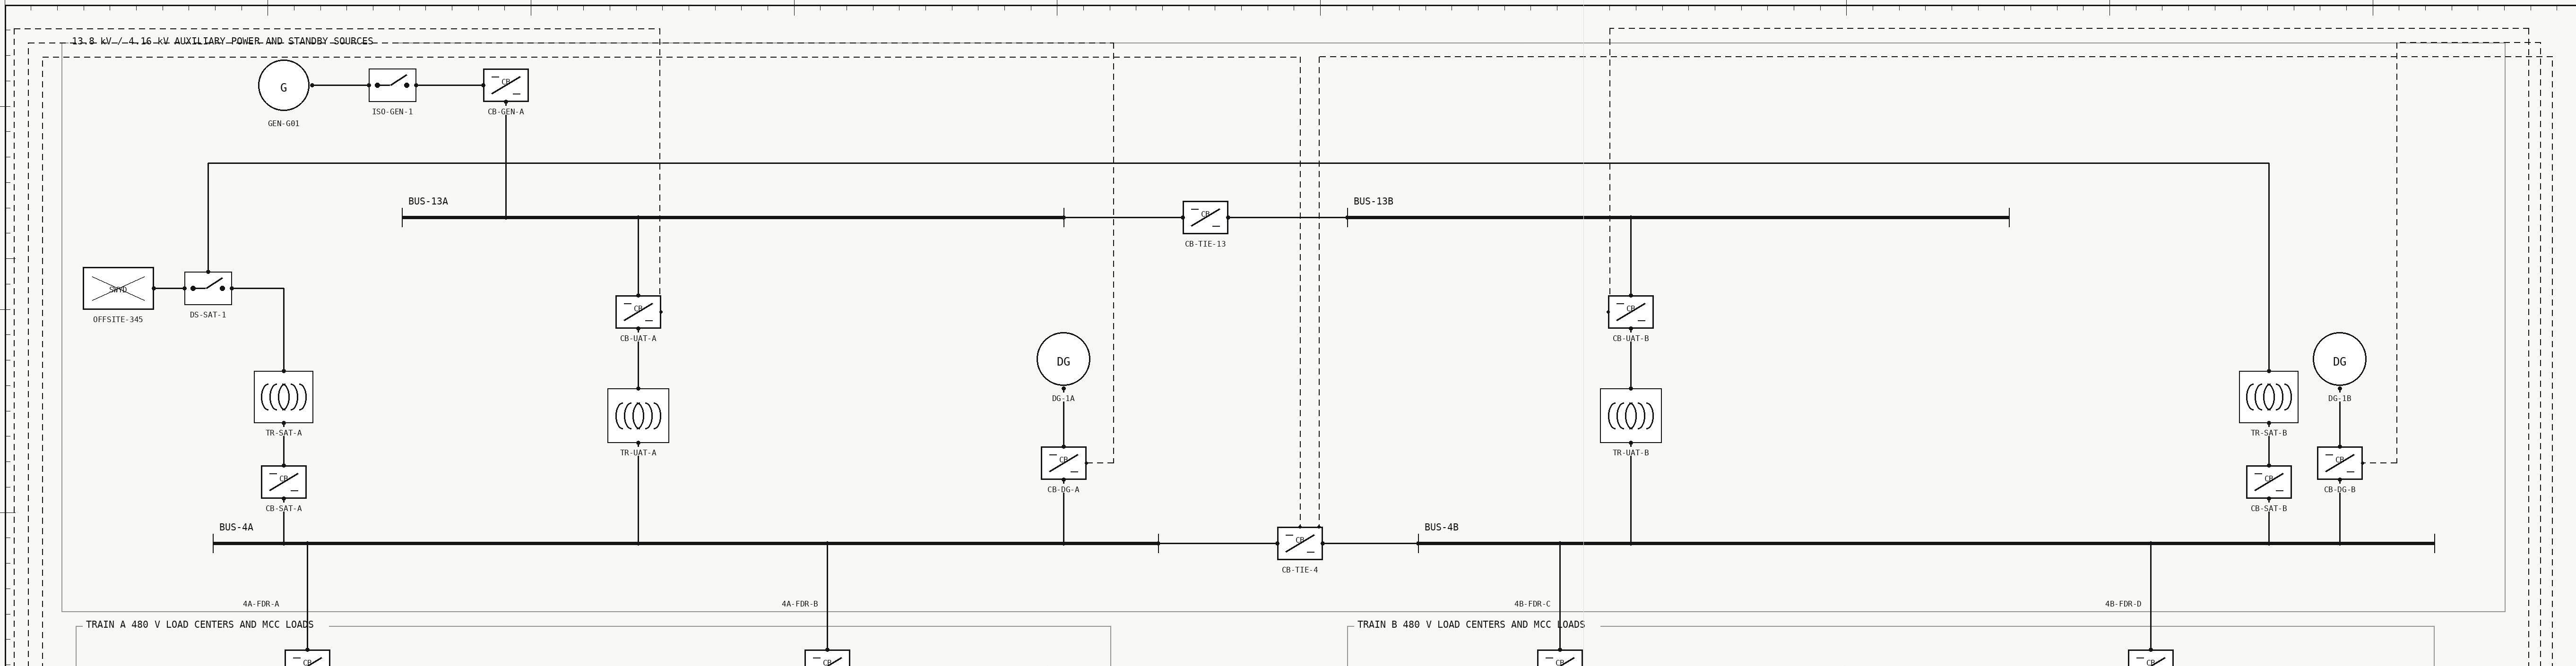 13.8 kV / 4.16 kV AUXILIARY POWER AND STANDBY SOURCES
G
CB
GEN-G01
ISO-GEN-1
CB-GEN-A
BUS-13A
BUS-13B
CB
CB-TIE-13
SWYD
OFFSITE-345
DS-SAT-1
CB
CB-UAT-A
CB
CB-UAT-B
DG
DG-1A
DG
DG-1B
TR-SAT-A
TR-UAT-A
TR-UAT-B
TR-SAT-B
CB
CB-DG-A
CB
CB-DG-B
CB
CB-SAT-A
CB
CB-SAT-B
BUS-4A
BUS-4B
CB
CB-TIE-4
4A-FDR-A
4A-FDR-B
4B-FDR-C
4B-FDR-D
TRAIN A 480 V LOAD CENTERS AND MCC LOADS
TRAIN B 480 V LOAD CENTERS AND MCC LOADS
CB
CB
CB
CB